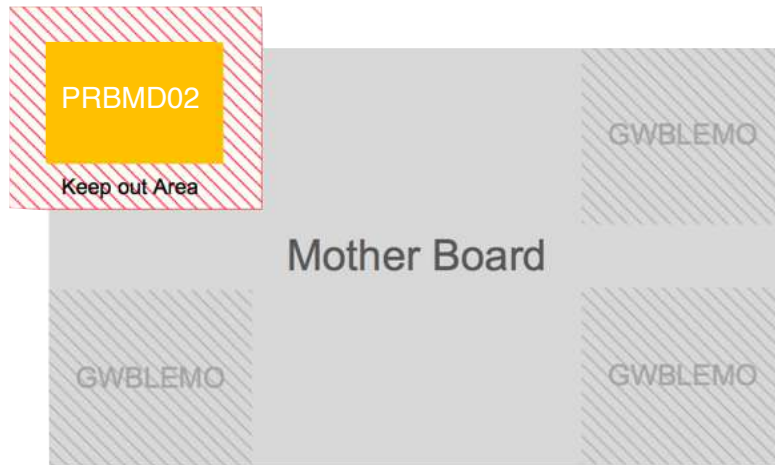 PRBMD02
GWBLEMO
Keep out Area
Mother Board
GWBLEMO
GWBLEMO